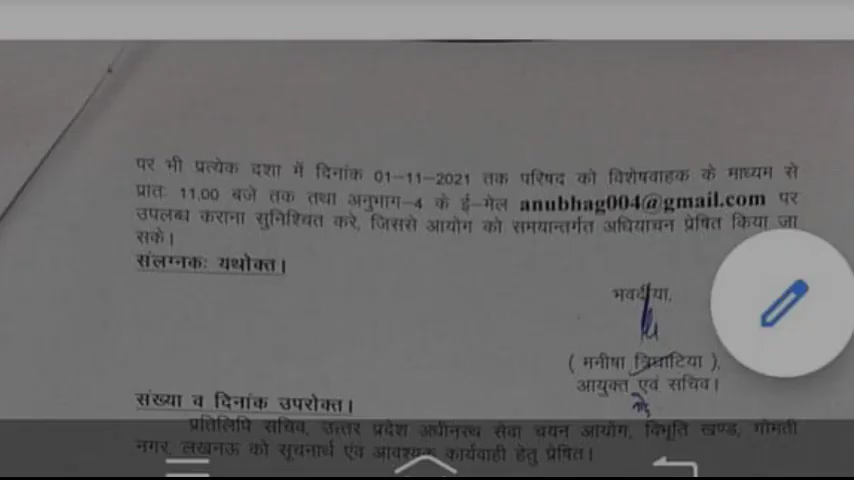 पर भी प्रत्येक दशा में दिनांक 01-11-2021 तक परिषद को विशेषवाहक के माध्यम से
प्रातः 11.00 बजे तक तथा अनुभाग-4 के ई-मेल anubhag004@gmail.com पर
उपलब्ध कराना सुनिश्चित करे, जिससे आयोग को समयान्तर्गत अधियाचन प्रेषित किया जा
सके।
संलग्नकः यथोक्त।
भवदीया,
( मनीषा त्रिघाटिया ),
आयुक्त एवं सचिव।
संख्या व दिनांक उपरोक्त।
प्रतिलिपि सचिव, उत्तर प्रदेश अधीनस्थ सेवा चयन आयोग, विभूति खण्ड, गोमती
नगर, लखनऊ को सूचनार्थ एंव आवश्यक कार्यवाही हेतु प्रेषित।